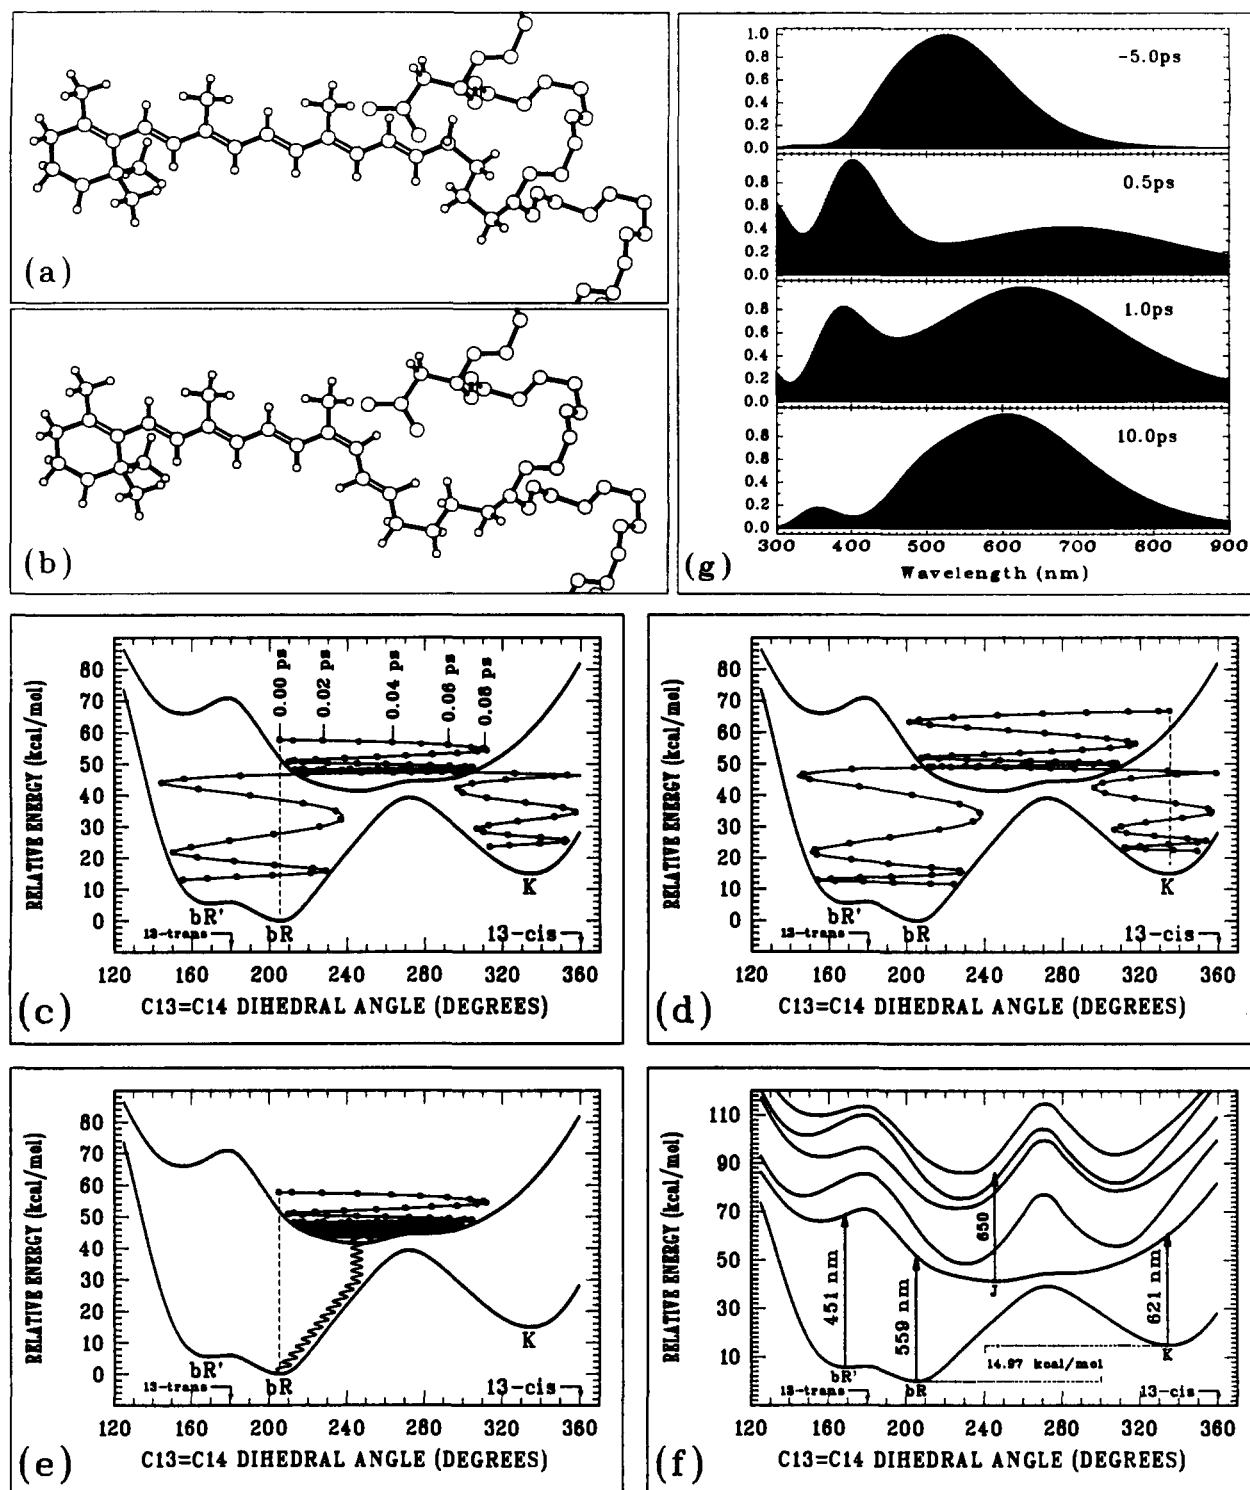 (a)
(b)
(g)
-5.0ps
1.0
0.8
0.6
0.4
0.2
0.0
0.5ps
0.8
0.6
0.4
0.2
0.0
1.0ps
0.8
0.6
0.4
0.2
0.0
10.0ps
0.8
0.6
0.4
0.2
0.0
300 400 500 600 700 800 900
Wavelength (nm)
(c)
RELATIVE ENERGY (kcal/mol)
80
70
60
50
40
30
20
10
0
0.00 ps
0.02 ps
0.04 ps
0.06 ps
0.08 ps
bR'
13-trans
bR
K
13-cis
120 160 200 240 280 320 360
C13=C14 DIHEDRAL ANGLE (DEGREES)
(d)
RELATIVE ENERGY (kcal/mol)
80
70
60
50
40
30
20
10
0
bR'
13-trans
bR
K
13-cis
120 160 200 240 280 320 360
C13=C14 DIHEDRAL ANGLE (DEGREES)
(e)
RELATIVE ENERGY (kcal/mol)
80
70
60
50
40
30
20
10
0
bR'
13-trans
bR
K
13-cis
120 160 200 240 280 320 360
C13=C14 DIHEDRAL ANGLE (DEGREES)
(f)
RELATIVE ENERGY (kcal/mol)
110
90
70
50
30
10
451 nm
559 nm
650
J
621 nm
14.97 kcal/mol
K
bR'
13-trans
bR
13-cis
120 160 200 240 280 320 360
C13=C14 DIHEDRAL ANGLE (DEGREES)